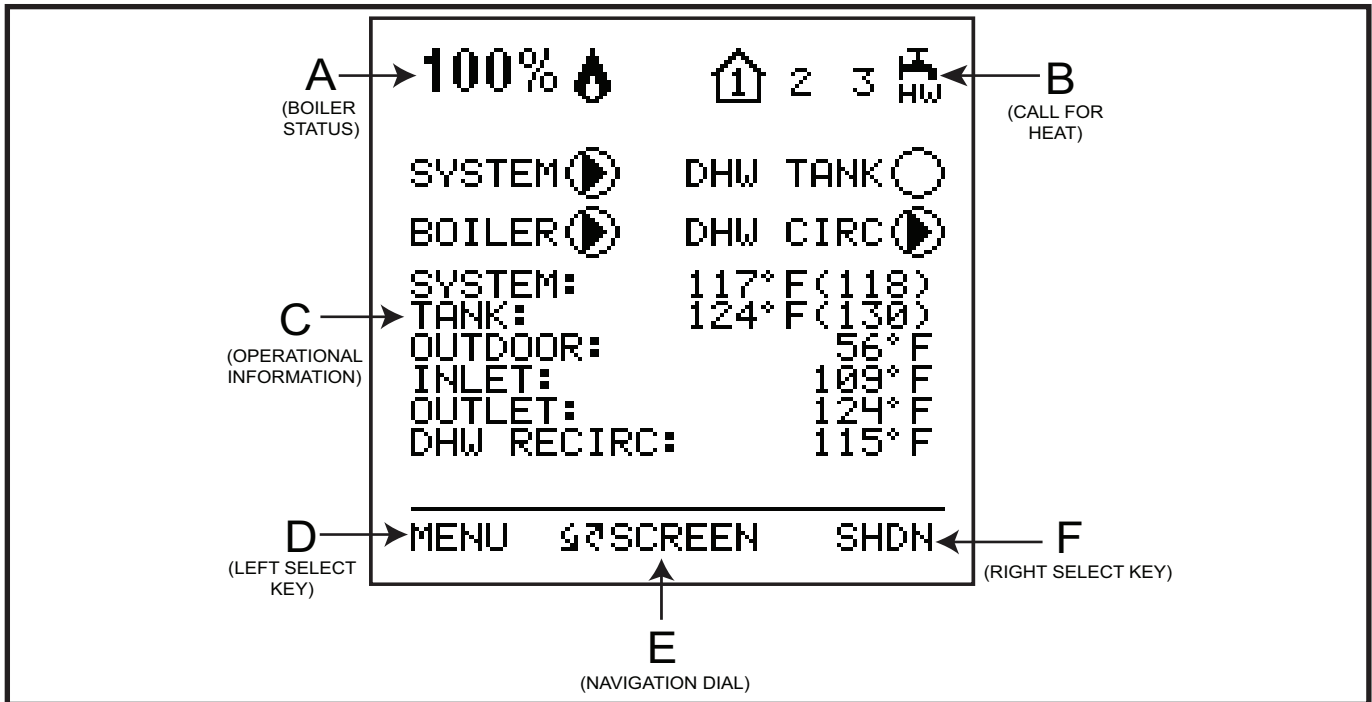 A
(BOILER
STATUS)
100%
1 2 3 HW
B
(CALL FOR
HEAT)
SYSTEM DHW TANK
BOILER DHW CIRC
C
(OPERATIONAL
INFORMATION)
SYSTEM: 117°F(118)
TANK: 124°F(130)
OUTDOOR: 56°F
INLET: 109°F
OUTLET: 124°F
DHW RECIRC: 115°F
D
(LEFT SELECT
KEY)
MENU SCREEN SHDN
F
(RIGHT SELECT KEY)
E
(NAVIGATION DIAL)